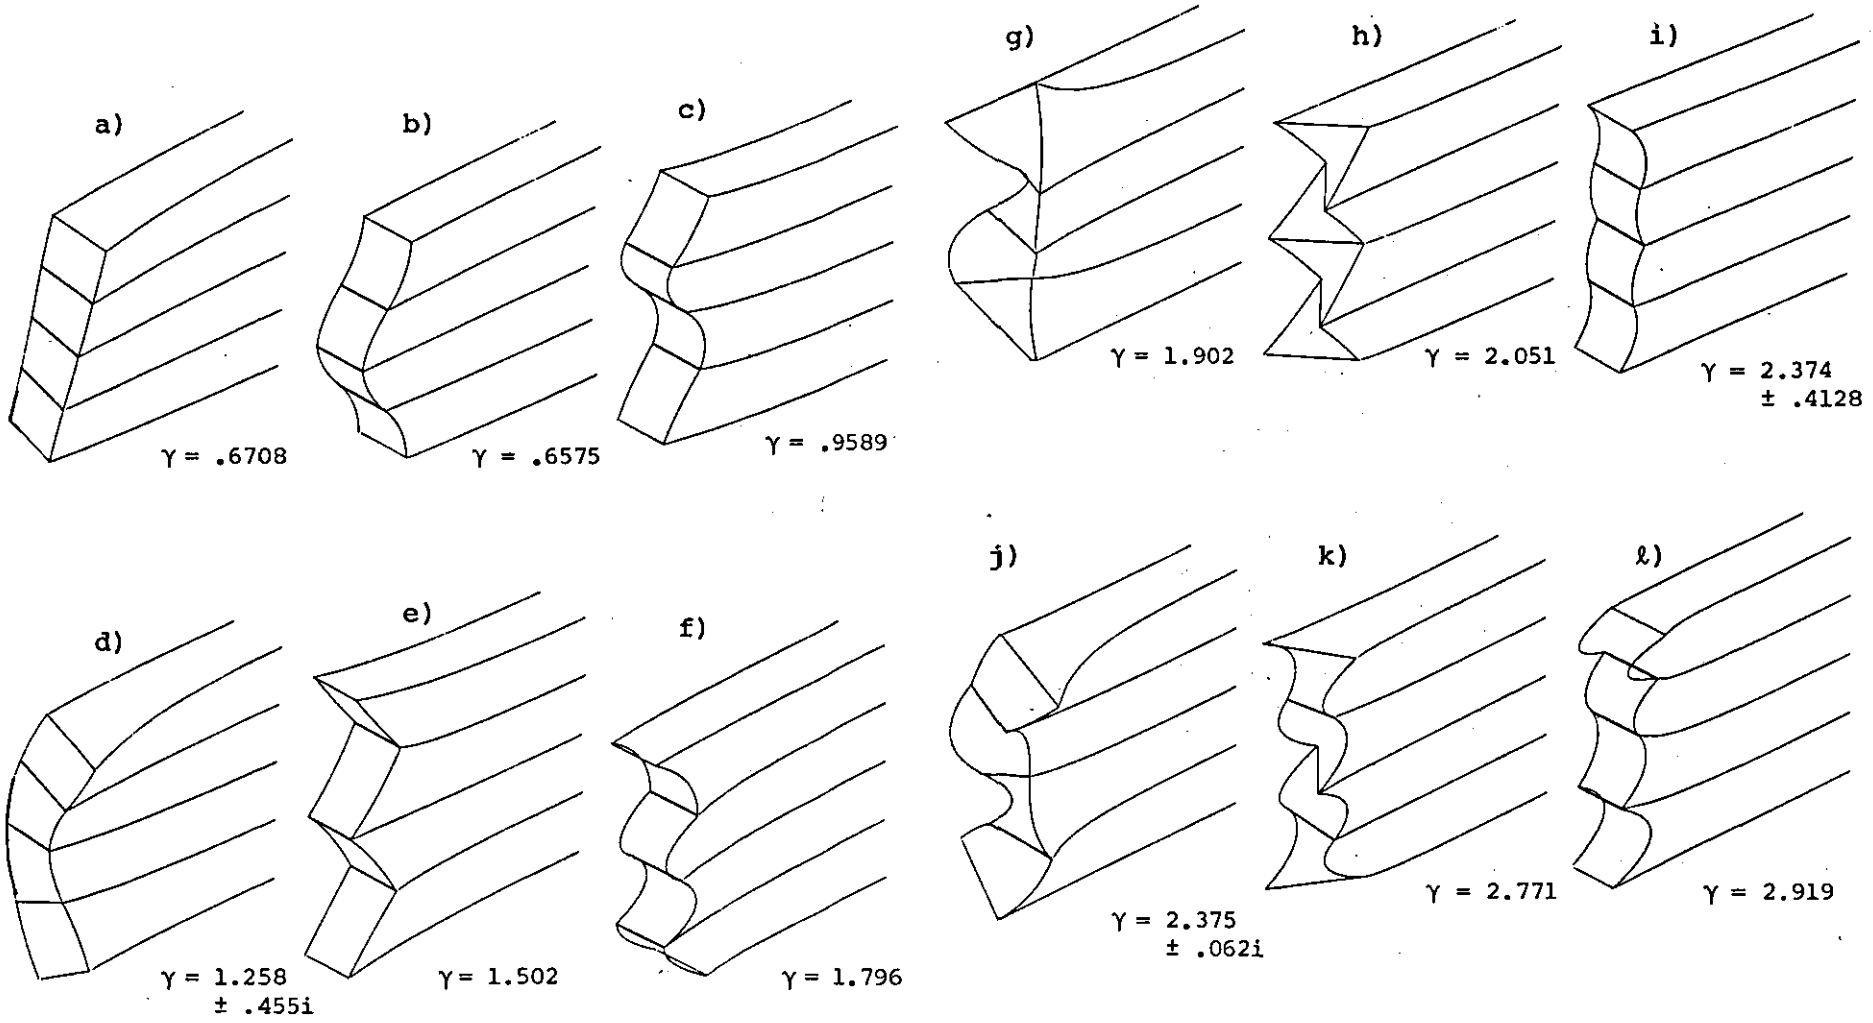 a)
b)
c)
γ = .6708
γ = .6575
γ = .9589
g)
h)
i)
γ = 1.902
γ = 2.051
γ = 2.374
± .4128
d)
e)
f)
γ = 1.258
± .455i
γ = 1.502
γ = 1.796
j)
k)
ℓ)
γ = 2.375
± .062i
γ = 2.771
γ = 2.919